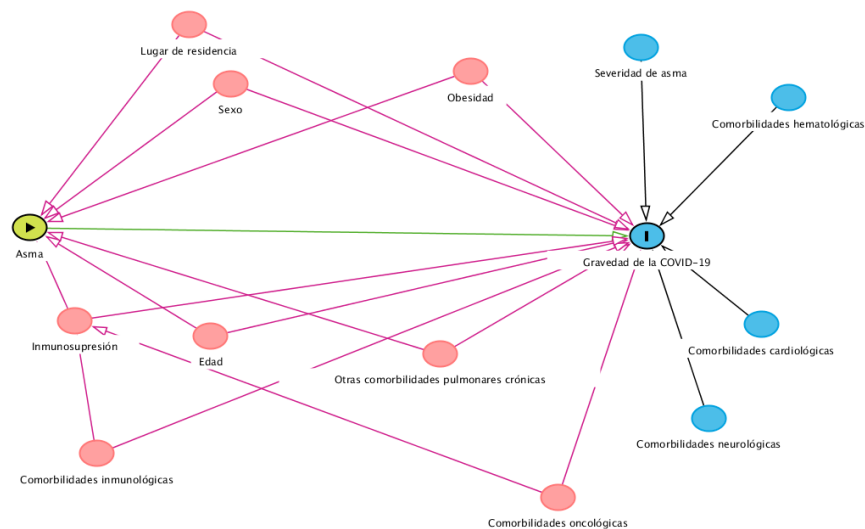 Lugar de residencia
Severidad de asma
Obesidad
Sexo
Comorbilidades hematológicas
Asma
Gravedad de la COVID-19
Inmunosupresión
Edad
Otras comorbilidades pulmonares crónicas
Comorbilidades cardiológicas
Comorbilidades neurológicas
Comorbilidades inmunológicas
Comorbilidades oncológicas